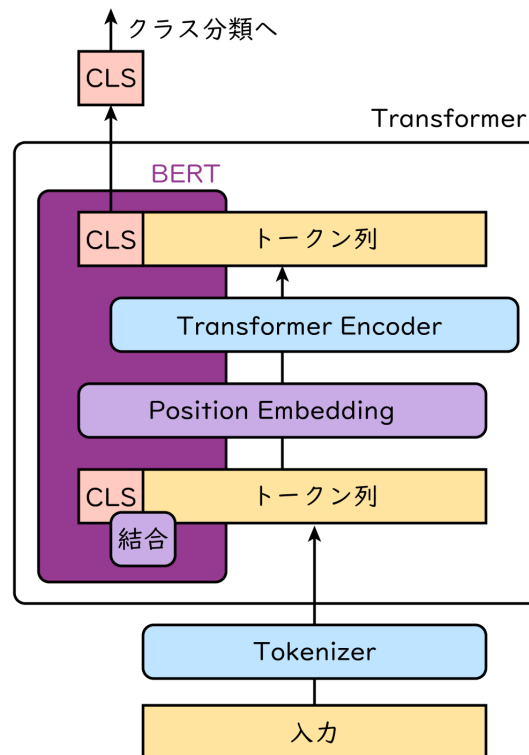 クラス分類へ
CLS
Transformer
BERT
CLS
トークン列
Transformer Encoder
Position Embedding
CLS
トークン列
結合
Tokenizer
入力